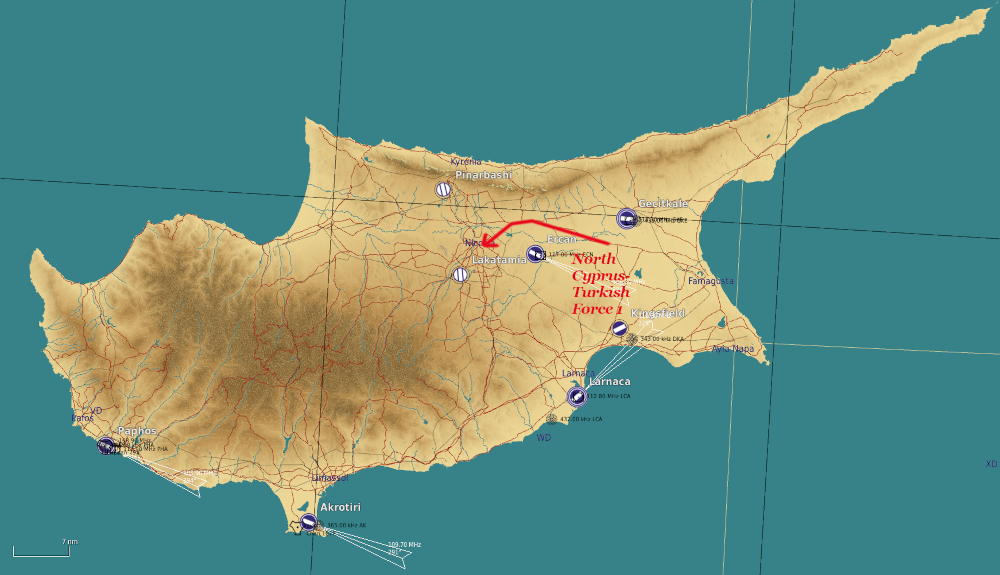 Kyrenia
Pinarbashi
Gecitkale
Ercan
Lakatamia
North
Cyprus-
Turkish
Force 1
Famagusta
Kingsfield
343.00 kHz DKA
Ayia Napa
Larnaca
Larnaca
112.80 MHz LCA
432.00 kHz LCA
WD
VD
Pafos
Paphos
XD
Limassol
Akrotiri
365.00 kHz AK
109.70 MHz
281°
7 nm